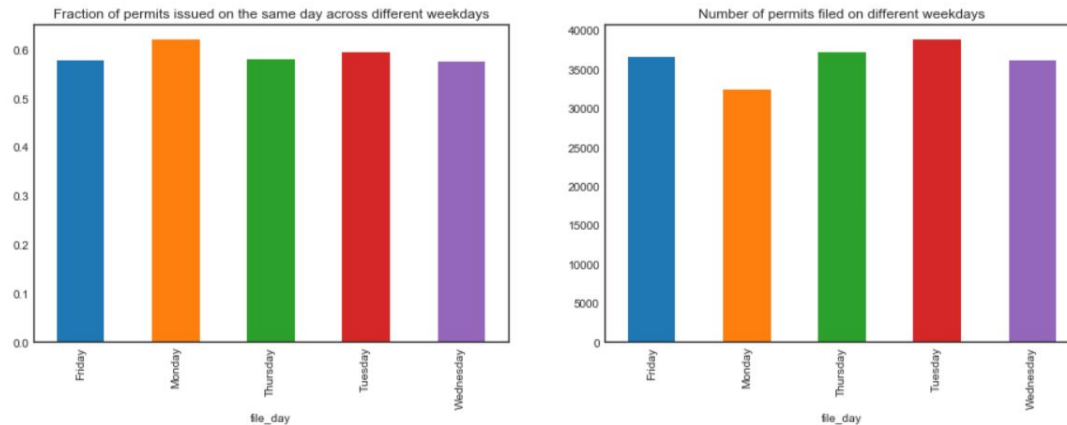 Fraction of permits issued on the same day across different weekdays
0.6
0.5
0.4
0.3
0.2
0.1
0.0
Friday
Monday
Thursday
Tuesday
Wednesday
file_day
Number of permits filed on different weekdays
40000
35000
30000
25000
20000
15000
10000
5000
0
Friday
Monday
Thursday
Tuesday
Wednesday
file_day